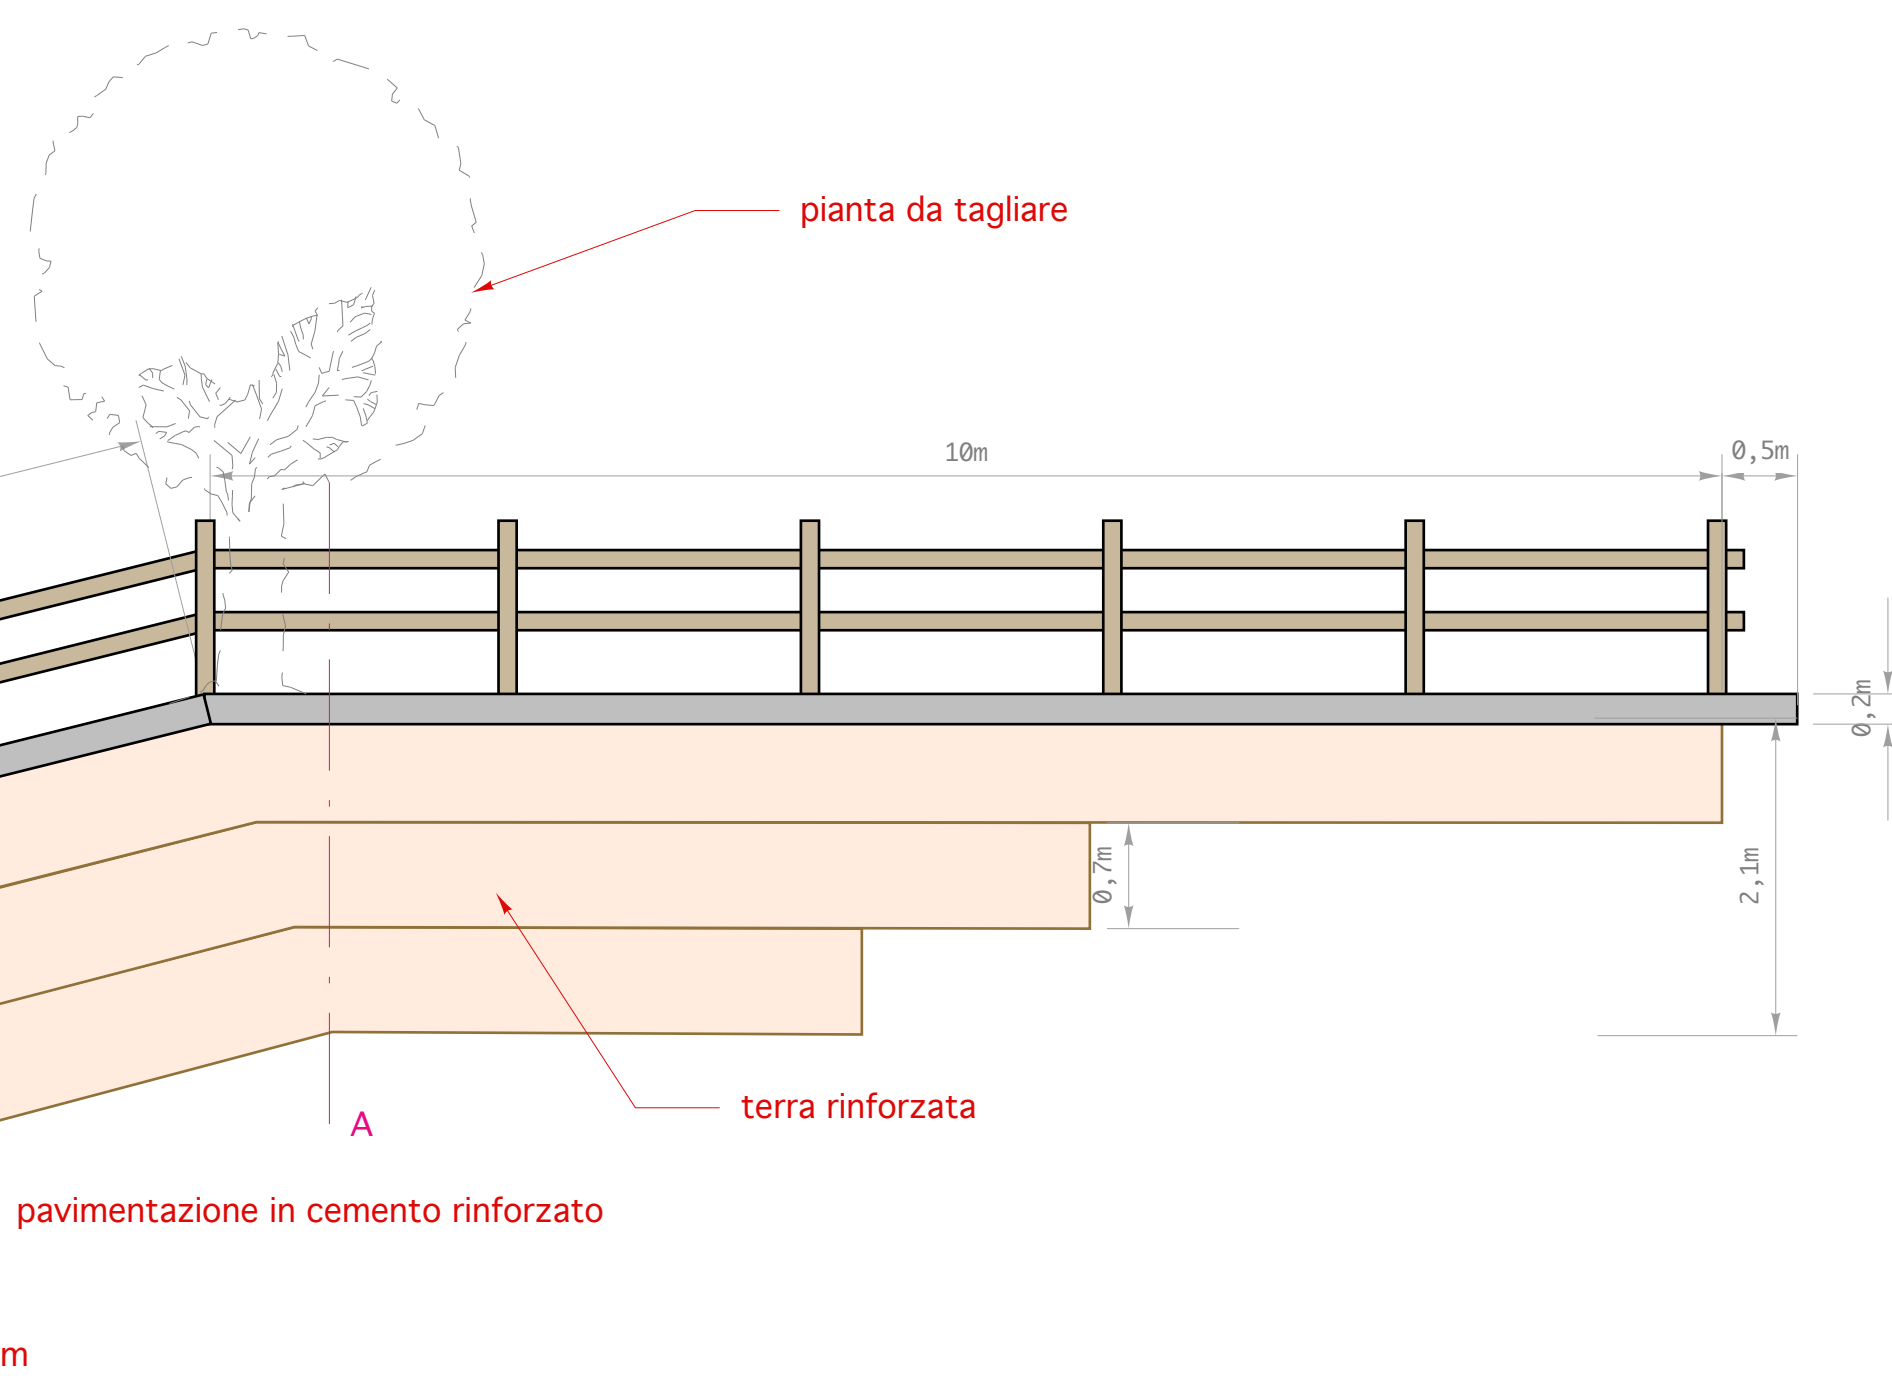 pianta da tagliare
10m
0,5m
0,2m
0,7m
2,1m
terra rinforzata
A
pavimentazione in cemento rinforzato
m